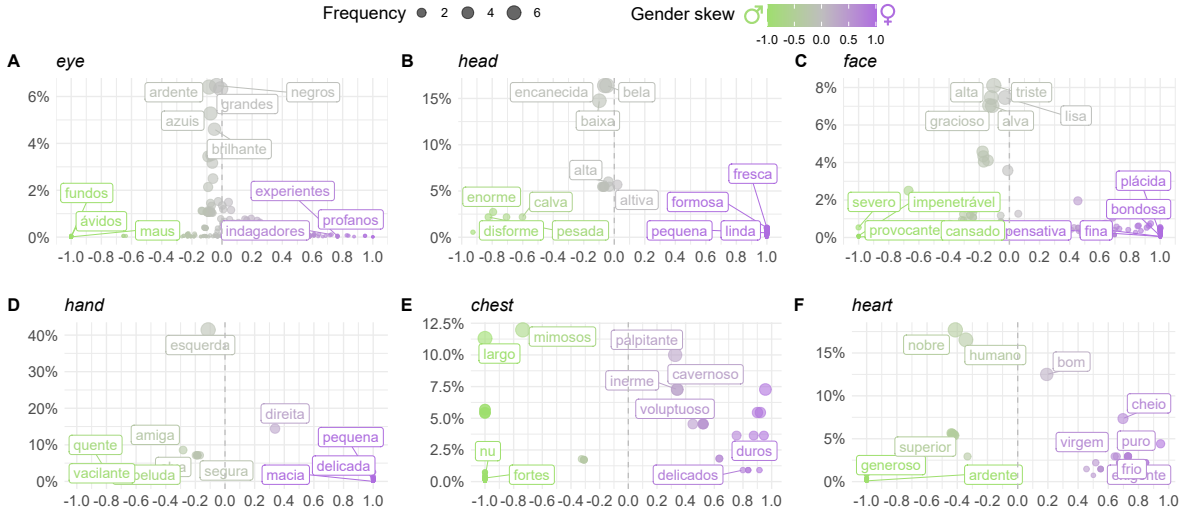 Frequency 2 4 6 Gender skew ♂ ♀
-1.0 -0.5 0.0 0.5 1.0
A eye B head C face
6% 4% 2% 0%
ardente negros
grandes
azuis
brilhante
fundos experientes
ávidos profanos
maus indagadores
-1.0 -0.8 -0.6 -0.4 -0.2 0.0 0.2 0.4 0.6 0.8 1.0
15% 10% 5% 0%
encanecida bela
baixa
alta fresca
enorme calva altiva formosa
disforme pesada pequena linda
-1.0 -0.8 -0.6 -0.4 -0.2 0.0 0.2 0.4 0.6 0.8 1.0
8% 6% 4% 2% 0%
alta triste
gracioso alva lisa
plácida
severo impenetrável bondosa
provocante cansado pensativa fina
-1.0 -0.8 -0.6 -0.4 -0.2 0.0 0.2 0.4 0.6 0.8 1.0
D hand E chest F heart
40% 30% 20% 10% 0%
esquerda
direita
amiga pequena
quente delicada
vacilante peluda segura macia
-1.0 -0.8 -0.6 -0.4 -0.2 0.0 0.2 0.4 0.6 0.8 1.0
12.5% 10.0% 7.5% 5.0% 2.5% 0.0%
mimosos palpitante
largo
inerme cavernoso
voluptuoso
nu duros
fortes delicados
-1.0 -0.8 -0.6 -0.4 -0.2 0.0 0.2 0.4 0.6 0.8 1.0
15% 10% 5% 0%
nobre humano bom
cheio
superior virgem puro
generoso ardente frio
-1.0 -0.8 -0.6 -0.4 -0.2 0.0 0.2 0.4 0.6 0.8 1.0